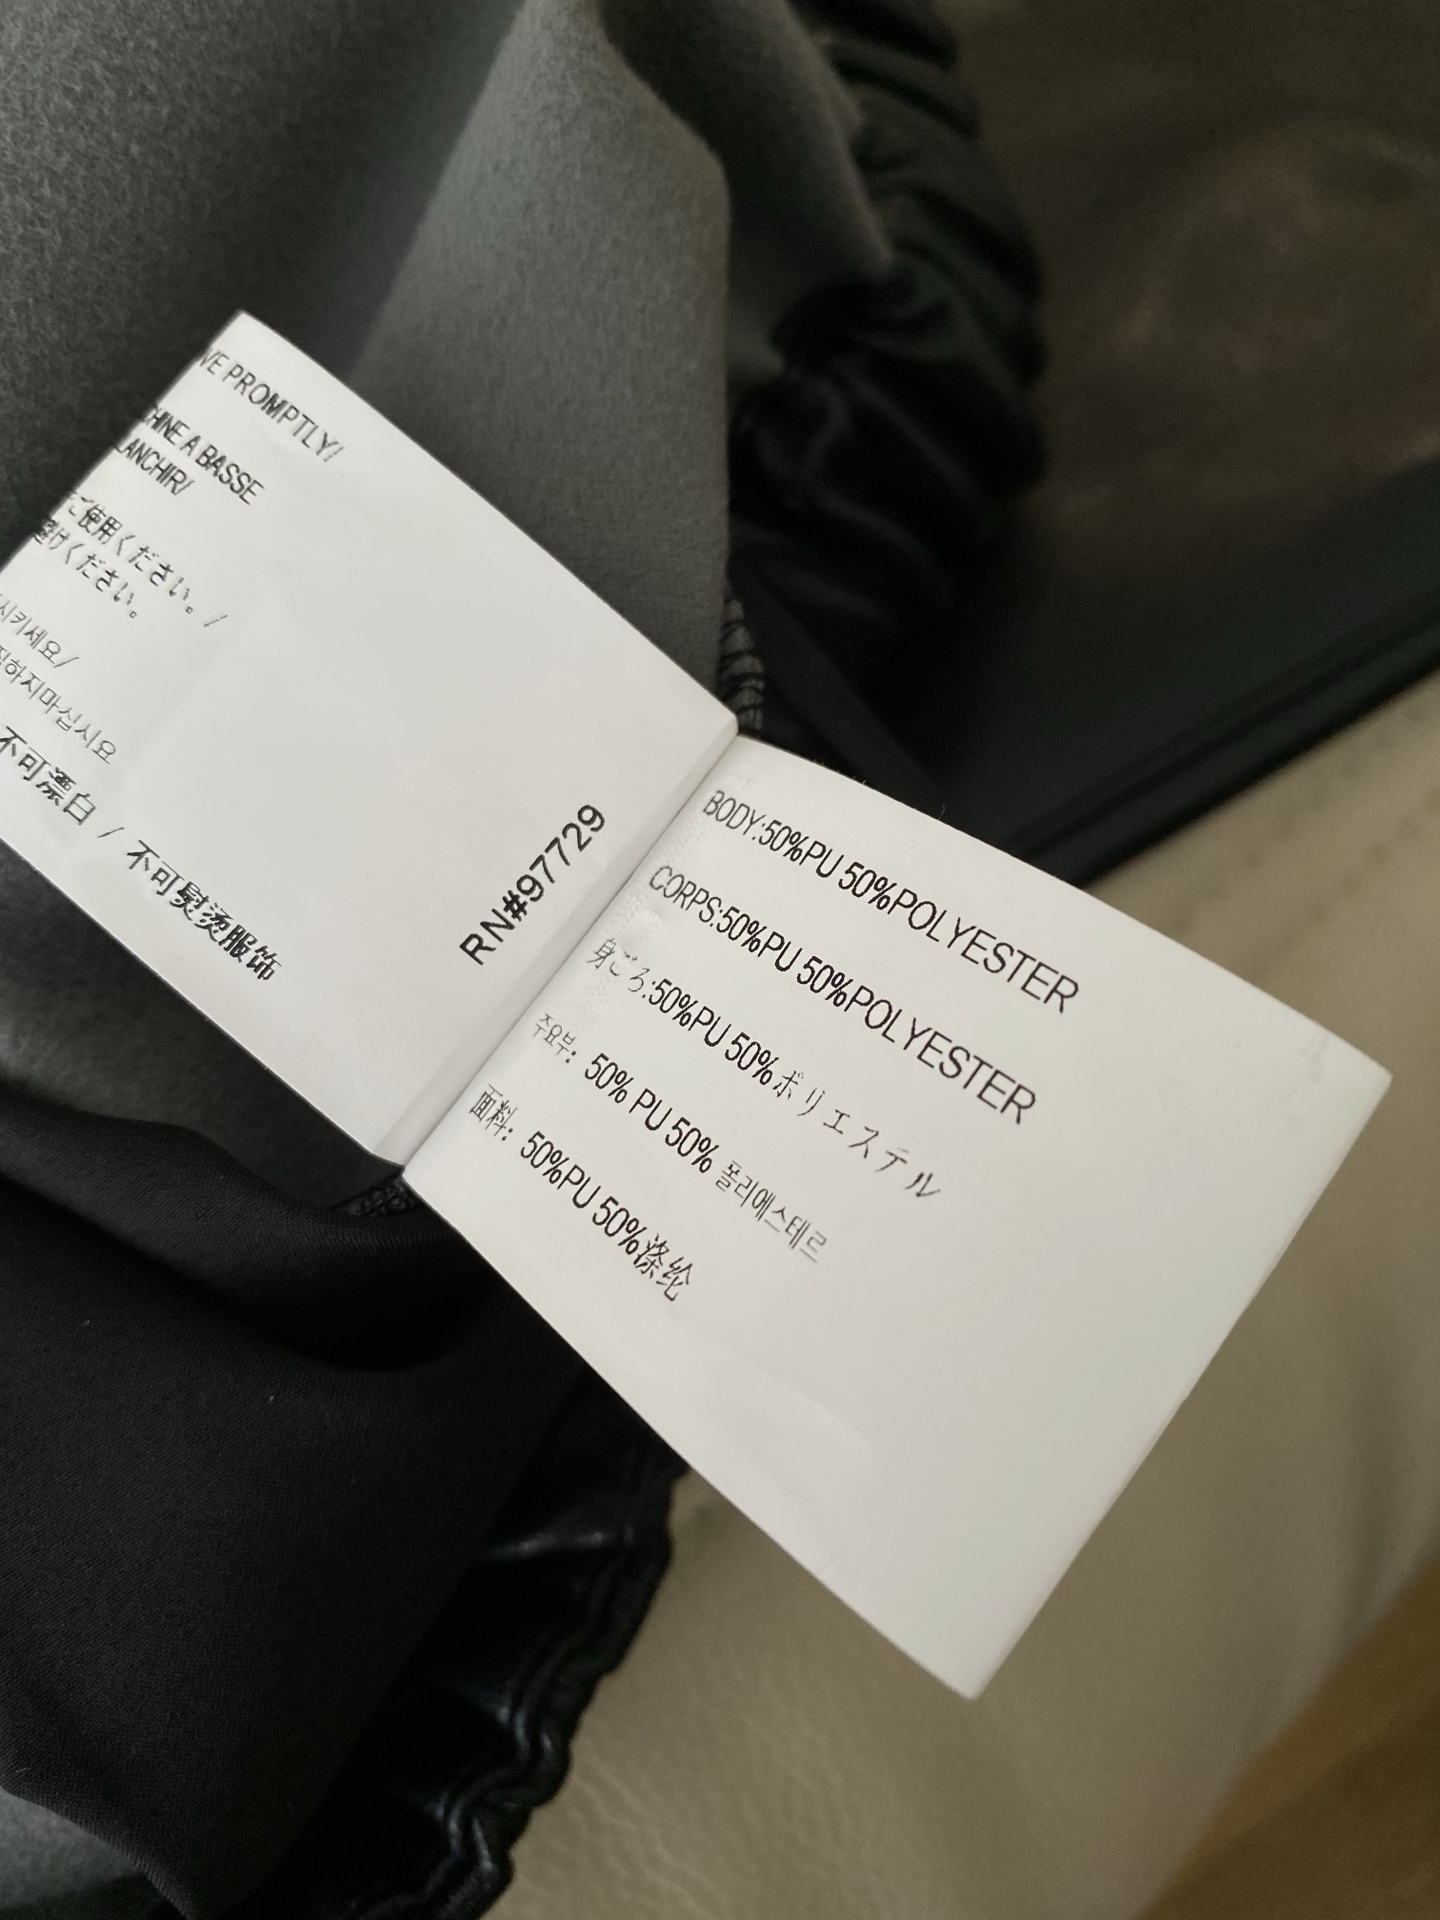 VE PROMPTLY/
CHINE A BASSE
LANCHIR/
ご使用ください。/
避けください。
시키세요/
하지마십시요
不可漂白 / 不可熨烫服饰
RN#97729
BODY:50%PU 50%POLYESTER
CORPS:50%PU 50%POLYESTER
身ごろ:50%PU 50%ポリエステル
주요부: 50% PU 50% 폴리에스테르
面料: 50%PU 50%涤纶